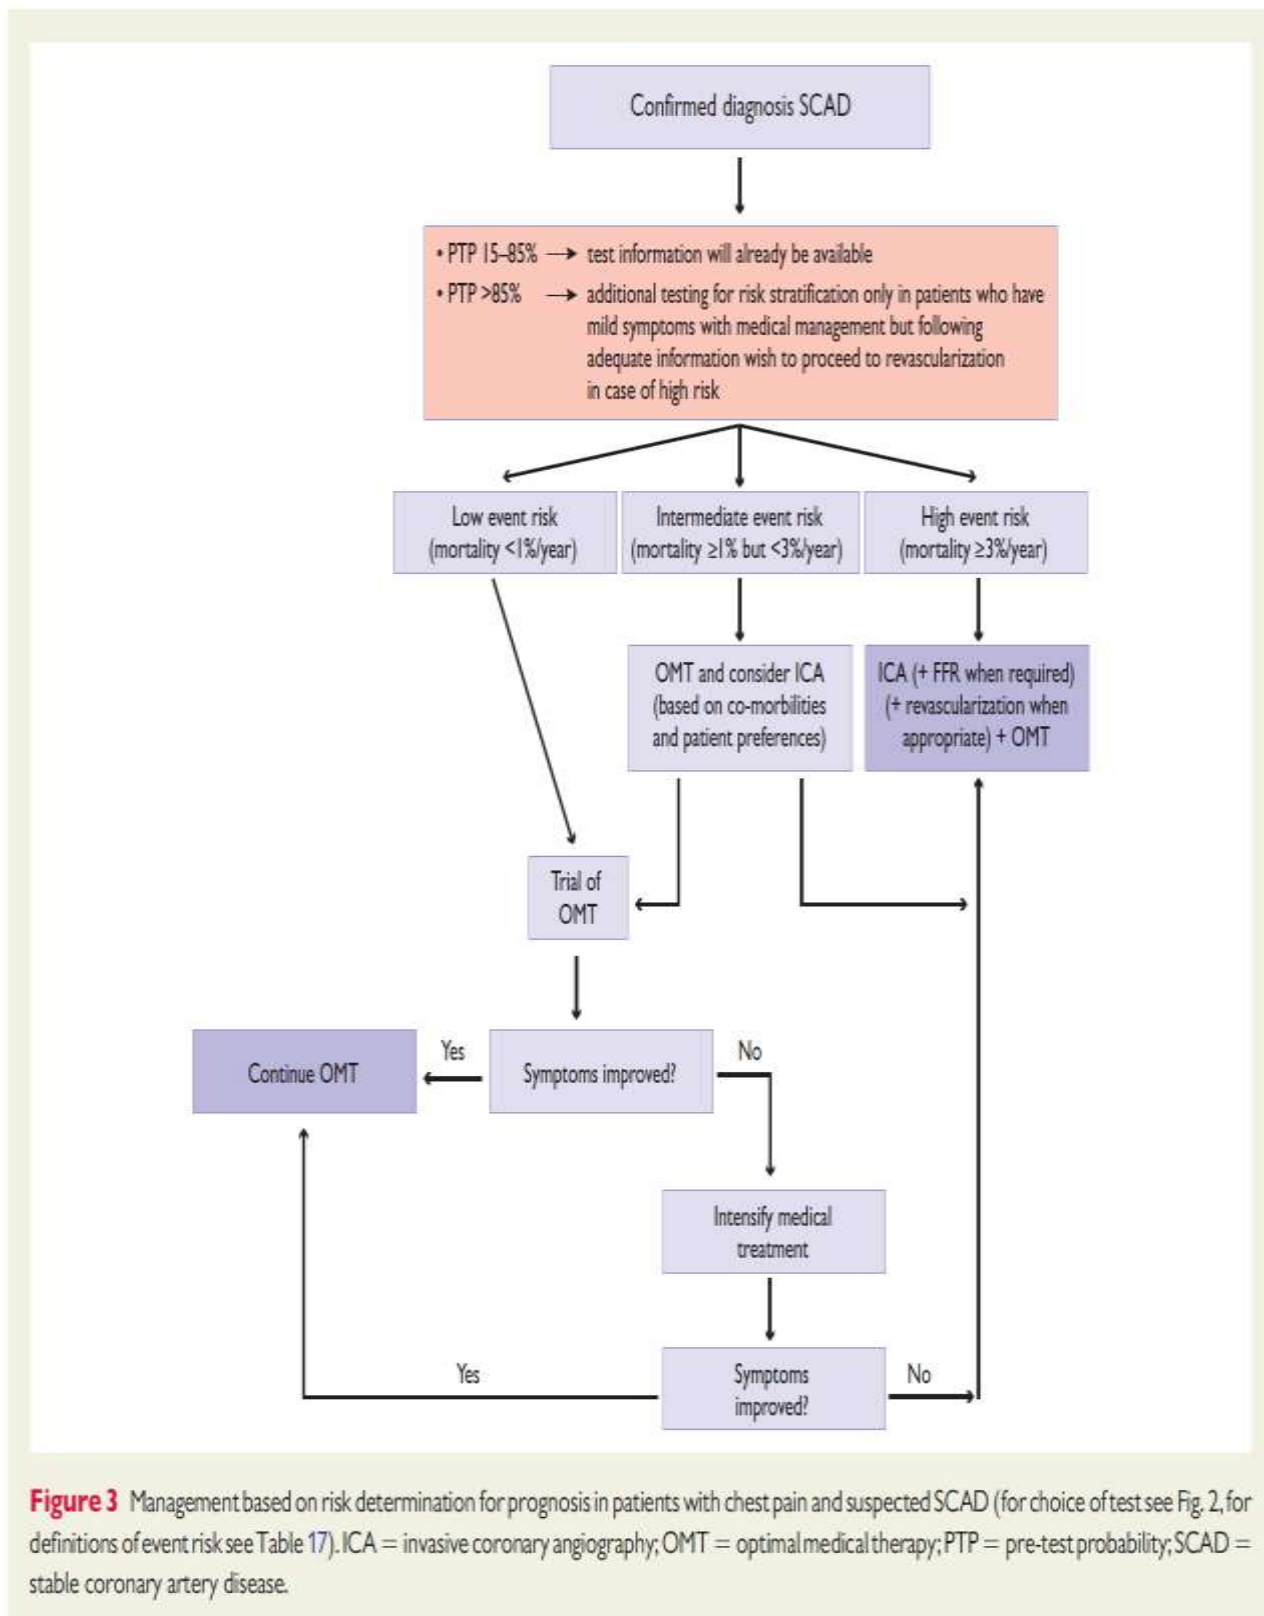 Confirmed diagnosis SCAD
• PTP 15–85% → test information will already be available
• PTP >85% → additional testing for risk stratification only in patients who have
mild symptoms with medical management but following
adequate information wish to proceed to revascularization
in case of high risk
Low event risk
(mortality <1%/year)
Intermediate event risk
(mortality ≥1% but <3%/year)
High event risk
(mortality ≥3%/year)
OMT and consider ICA
(based on co-morbilities
and patient preferences)
ICA (+ FFR when required)
(+ revascularization when
appropriate) + OMT
Trial of
OMT
Continue OMT
Yes
Symptoms improved?
No
Intensify medical
treatment
Yes
Symptoms
improved?
No
Figure 3 Management based on risk determination for prognosis in patients with chest pain and suspected SCAD (for choice of test see Fig. 2, for
definitions of event risk see Table 17). ICA = invasive coronary angiography; OMT = optimal medical therapy; PTP = pre-test probability; SCAD =
stable coronary artery disease.